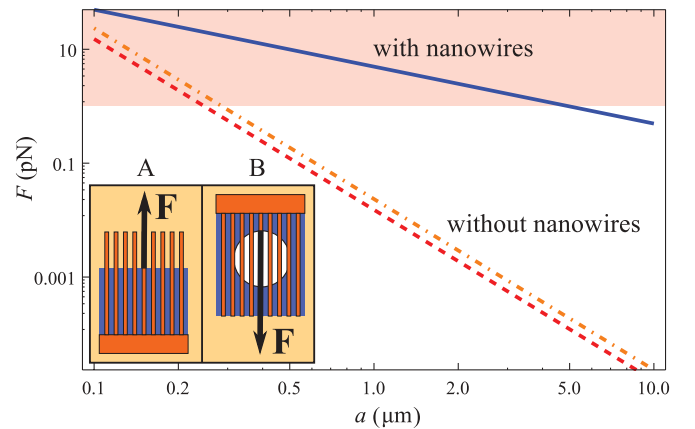 10
with nanowires
0.1
F (pN)
A
B
F
without nanowires
0.001
F
0.1
0.2
0.5
1.0
2.0
5.0
10.0
a (μm)